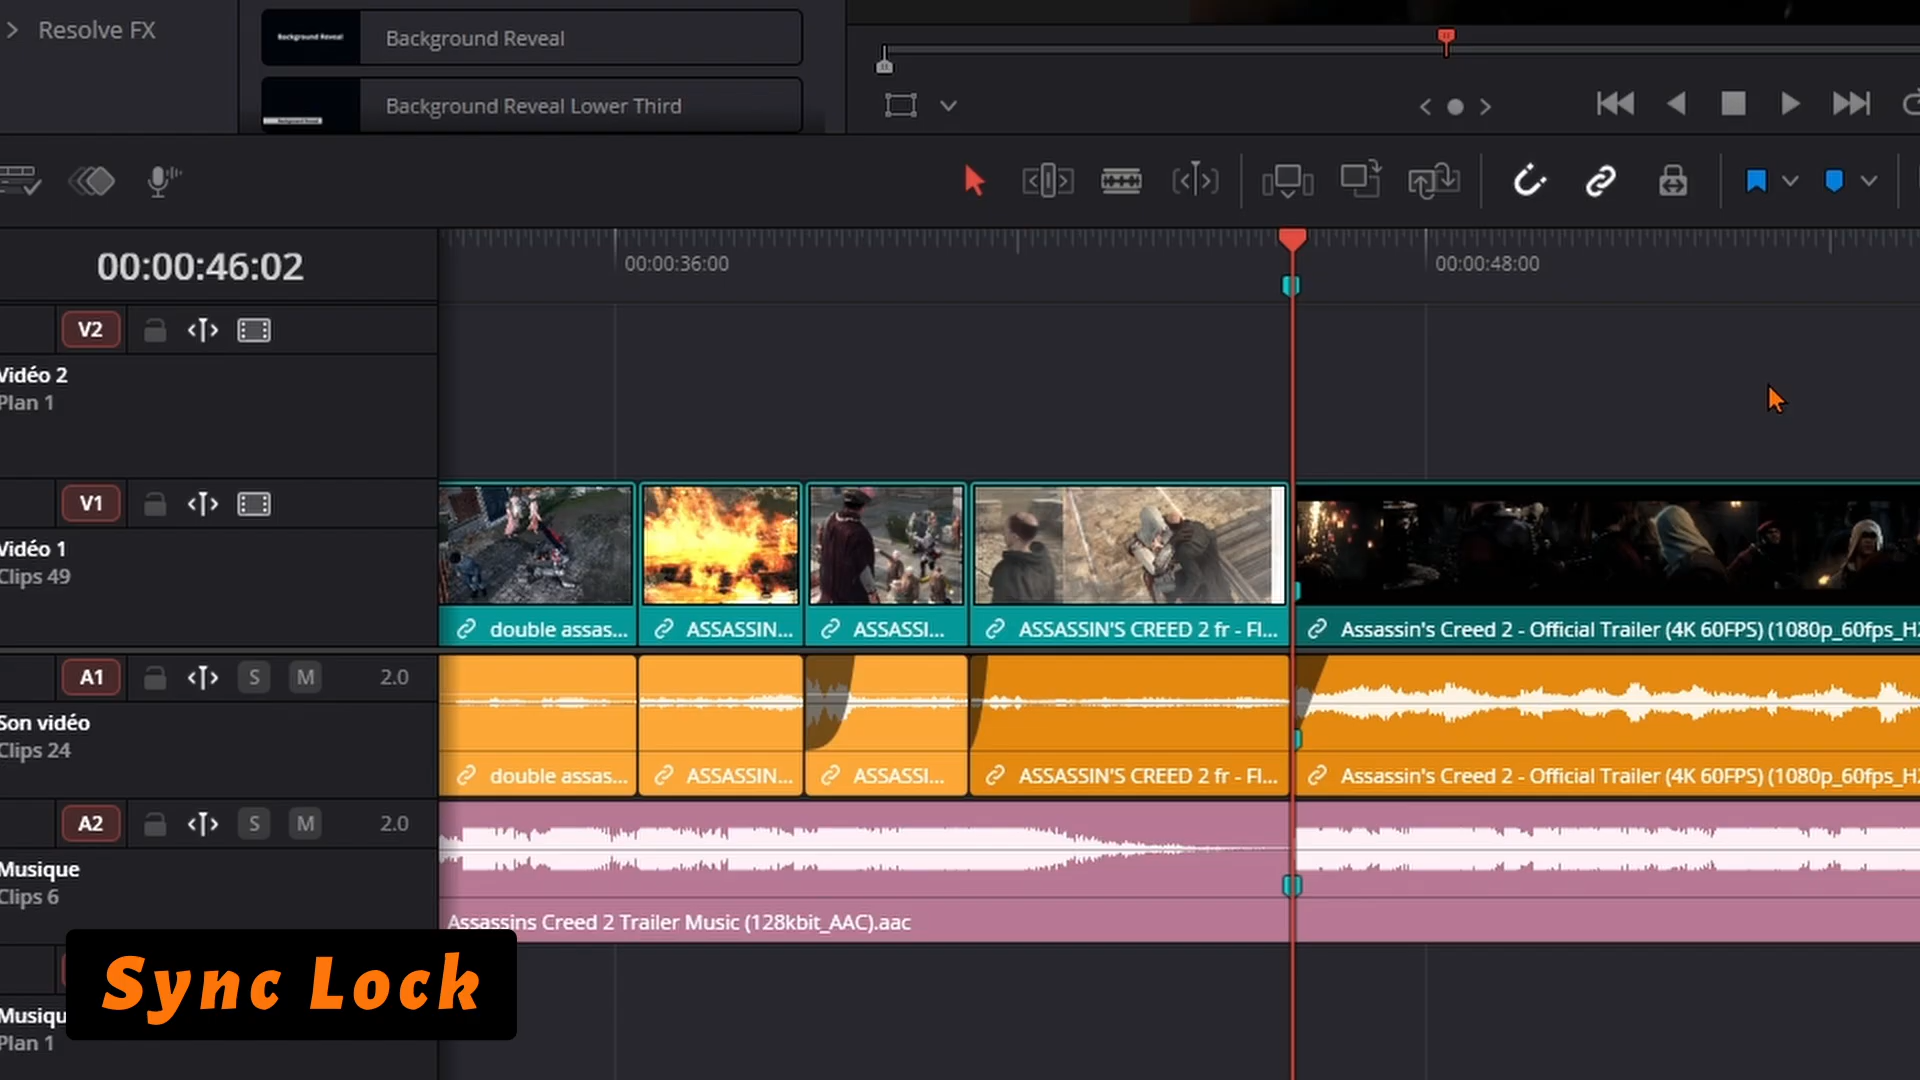 Resolve FX
Background Reveal
Background Reveal
Background Reveal Lower Third
00:00:46:02
00:00:36:00
00:00:48:00
V2
Vidéo 2
Plan 1
V1
Vidéo 1
Clips 49
double assas...
ASSASSIN...
ASSASSI...
ASSASSIN'S CREED 2 fr - Fl...
Assassin's Creed 2 - Official Trailer (4K 60FPS) (1080p_60fps_H2
A1
S
M
2.0
Son vidéo
Clips 24
double assas...
ASSASSIN...
ASSASSI...
ASSASSIN'S CREED 2 fr - Fl...
Assassin's Creed 2 - Official Trailer (4K 60FPS) (1080p_60fps_H2
A2
S
M
2.0
Musique
Clips 6
Assassins Creed 2 Trailer Music (128kbit_AAC).aac
Sync Lock
Musiqu
Plan 1